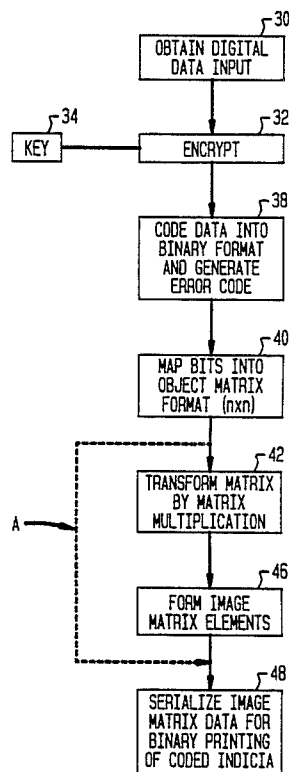 30
OBTAIN DIGITAL
DATA INPUT
34
32
KEY
ENCRYPT
38
CODE DATA INTO
BINARY FORMAT
AND GENERATE
ERROR CODE
40
MAP BITS INTO
OBJECT MATRIX
FORMAT (nxn)
42
TRANSFORM MATRIX
BY MATRIX
MULTIPLICATION
A
46
FORM IMAGE
MATRIX ELEMENTS
48
SERIALIZE IMAGE
MATRIX DATA FOR
BINARY PRINTING
OF CODED INDICIA